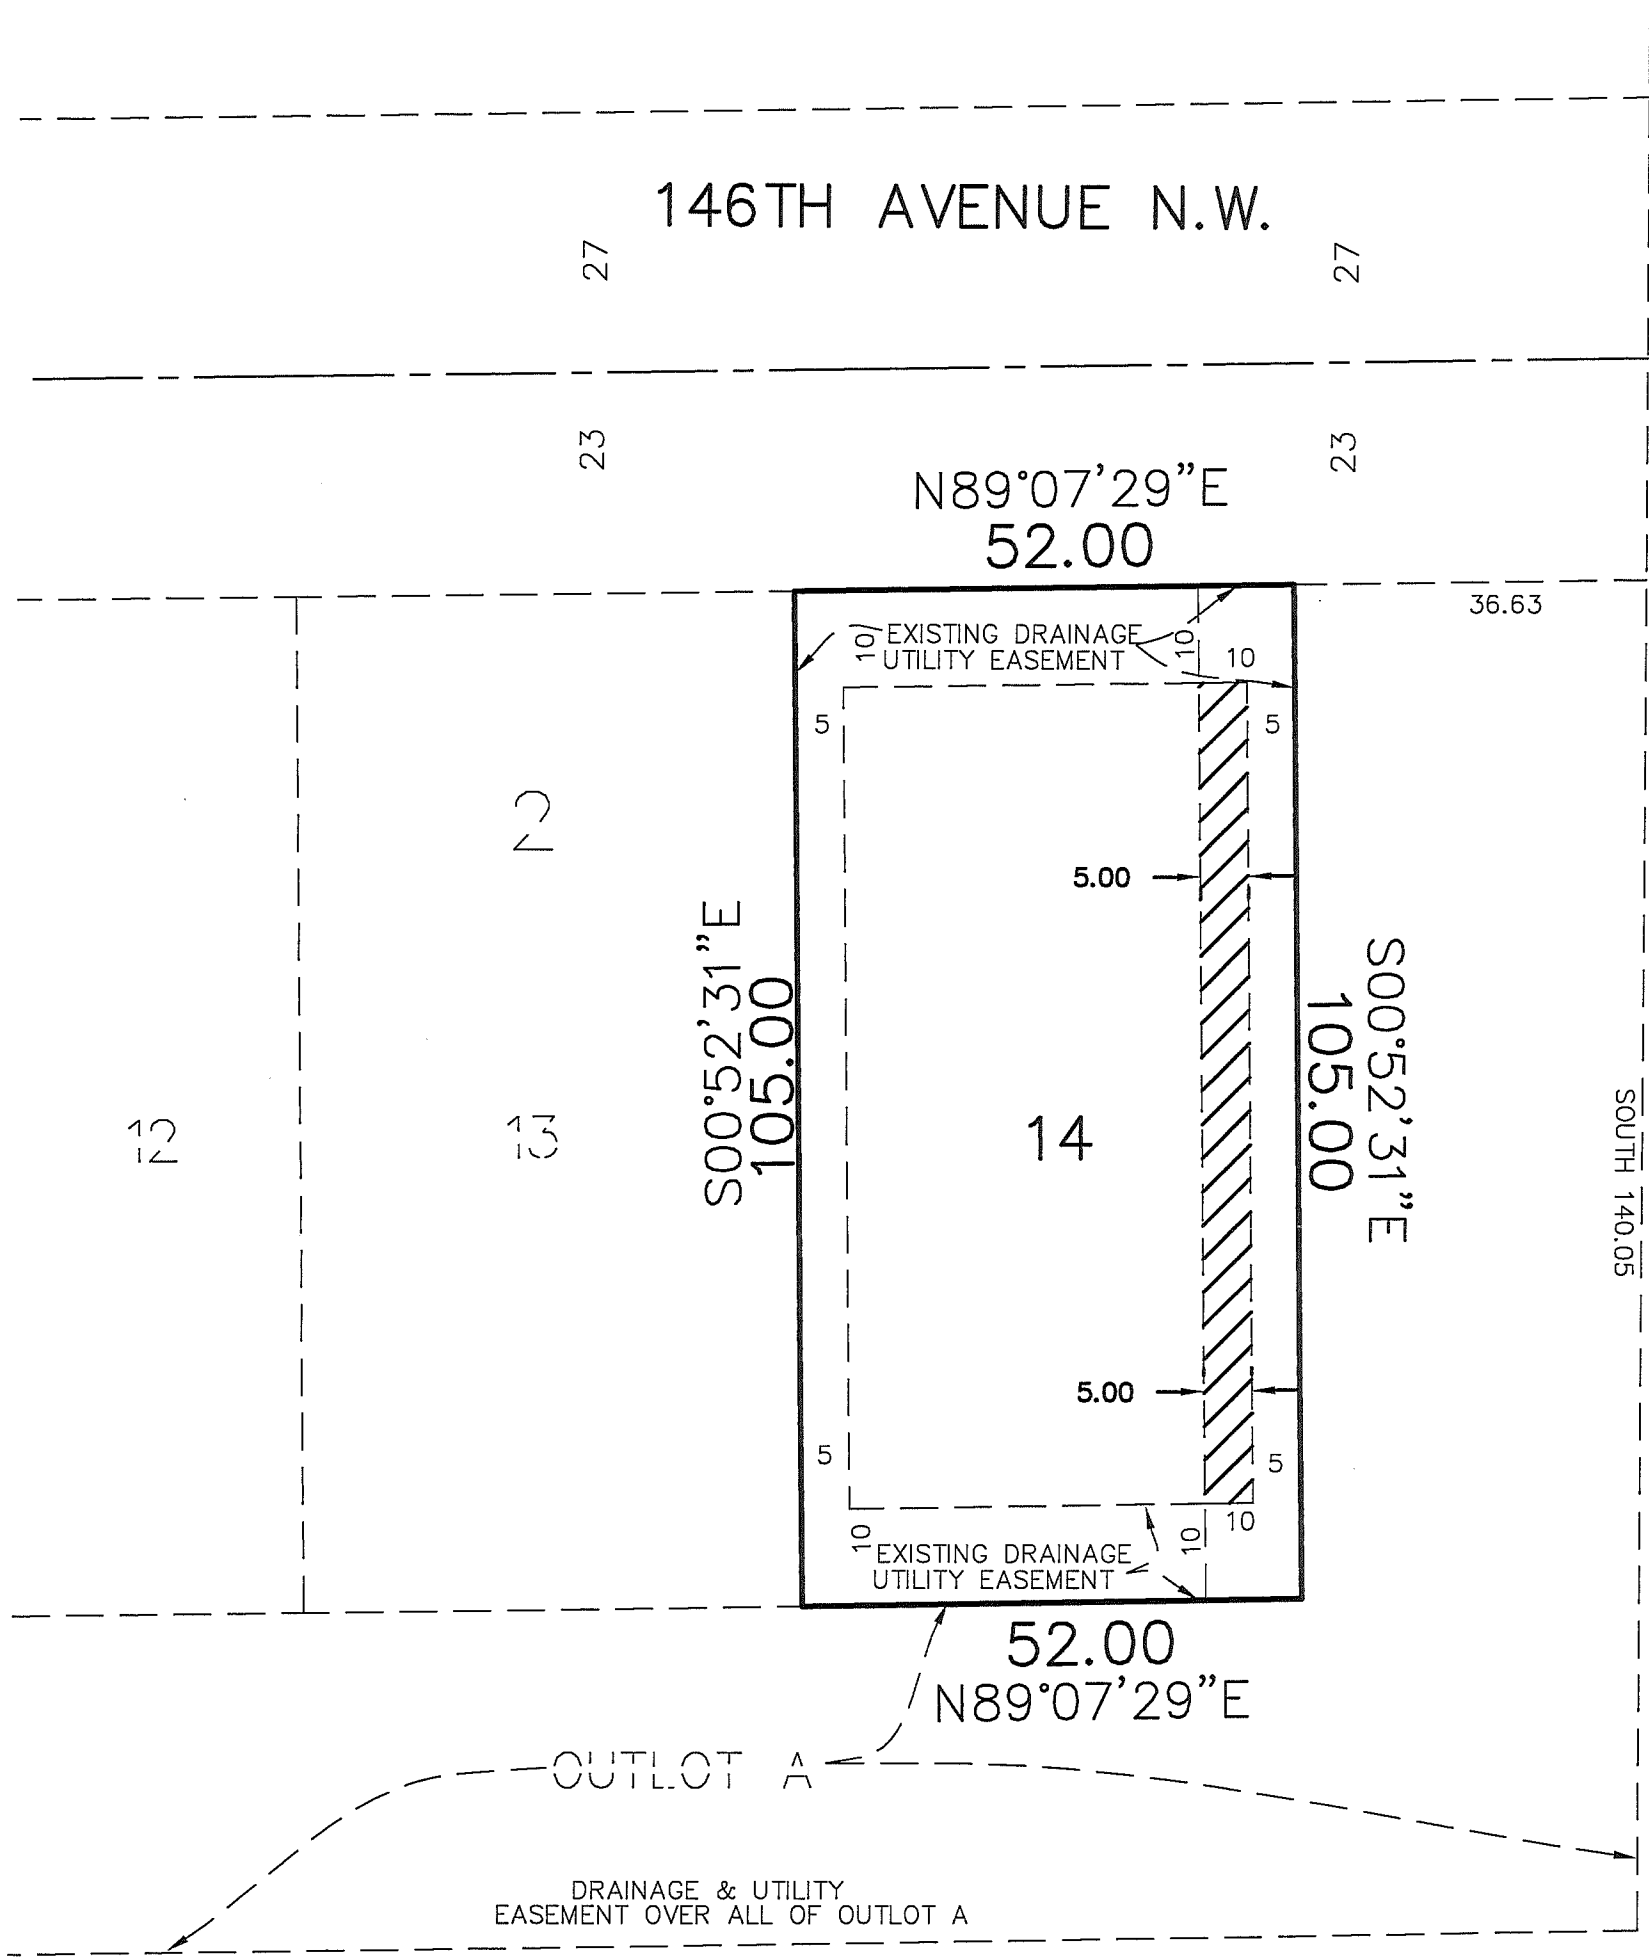 146TH AVENUE N.W.
27
27
23
23
N89°07'29"E
52.00
36.63
EXISTING DRAINAGE
UTILITY EASEMENT
10
10
10
5
5
2
5.00
S00°52'31"E
105.00
S00°52'31"E
105.00
SOUTH 140.05
12
13
14
5.00
5
5
10
10
10
EXISTING DRAINAGE
UTILITY EASEMENT
52.00
N89°07'29"E
OUTLOT A
DRAINAGE & UTILITY
EASEMENT OVER ALL OF OUTLOT A